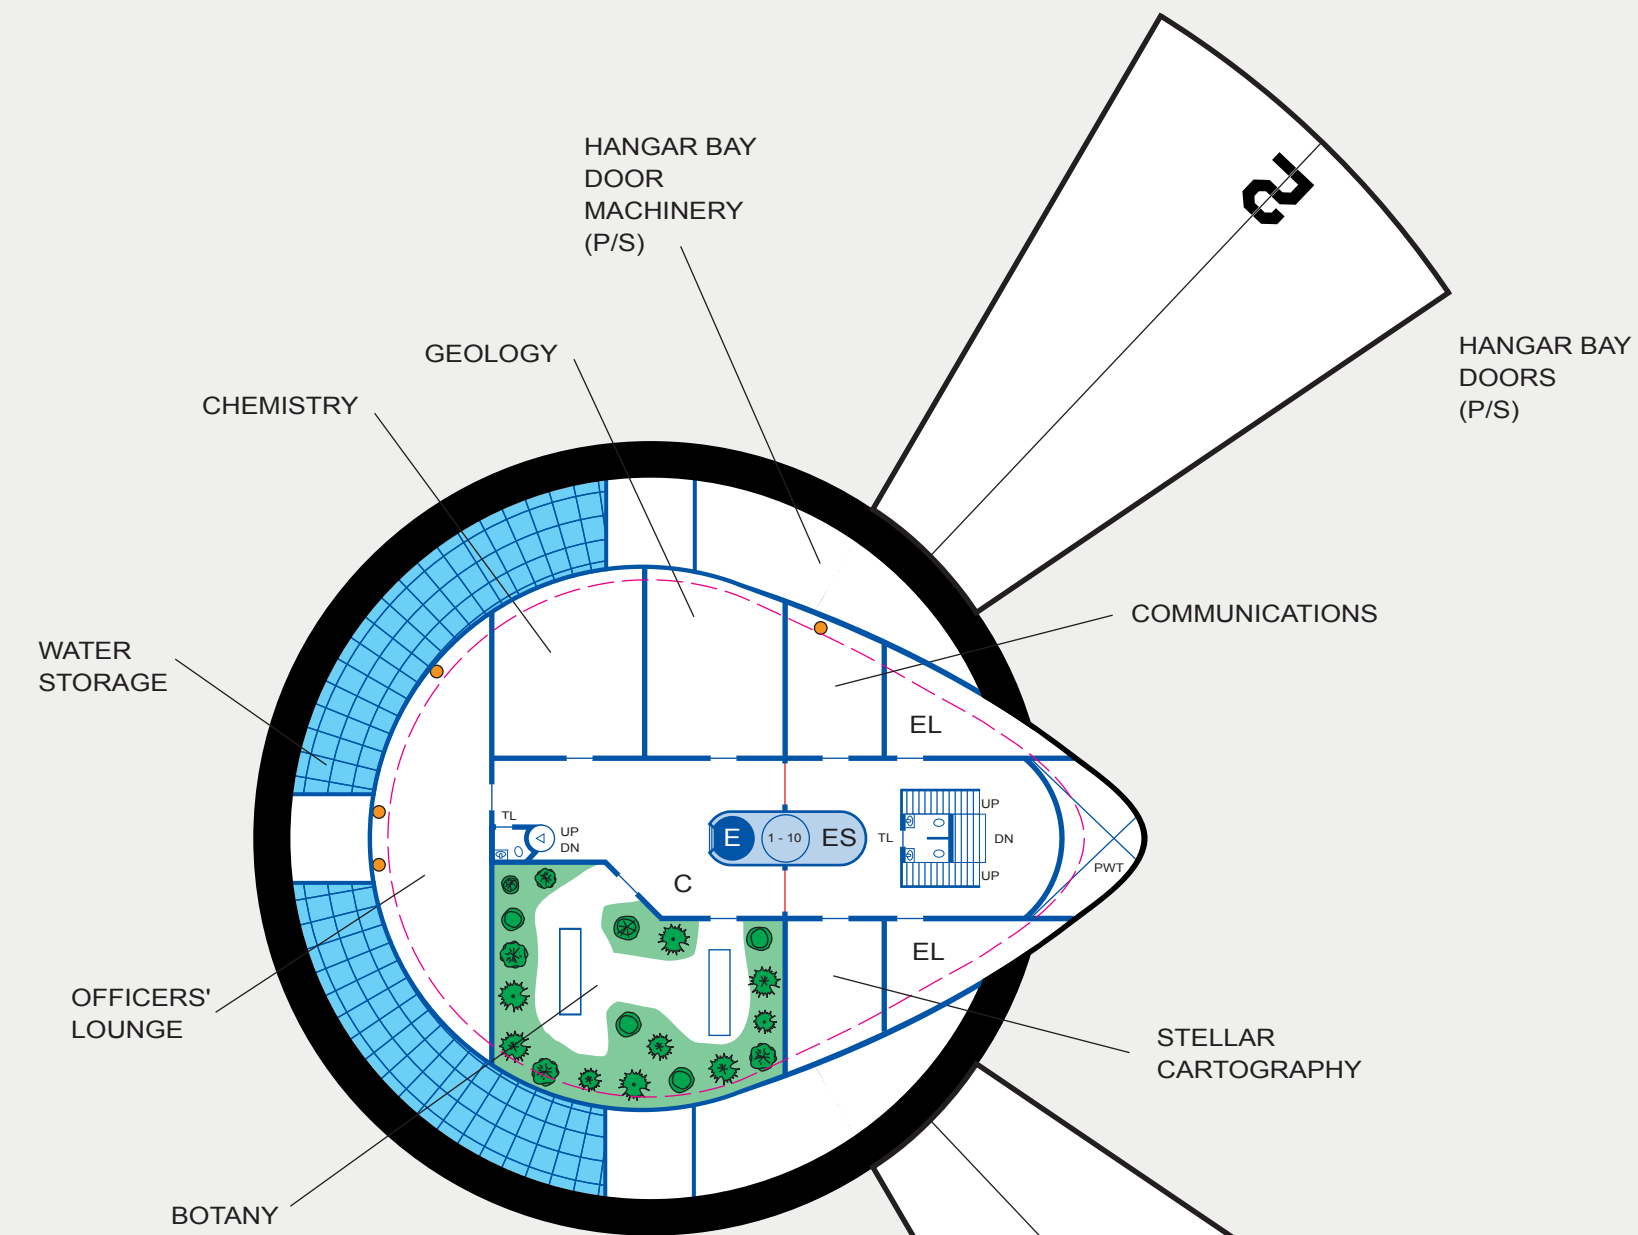 HANGAR BAY
DOOR
MACHINERY
(P/S)
GEOLOGY
CHEMISTRY
HANGAR BAY
DOORS
(P/S)
COMMUNICATIONS
WATER
STORAGE
EL
TL
UP
DN
E
1 - 10
ES
TL
UP
DN
UP
PWT
C
EL
OFFICERS'
LOUNGE
STELLAR
CARTOGRAPHY
BOTANY